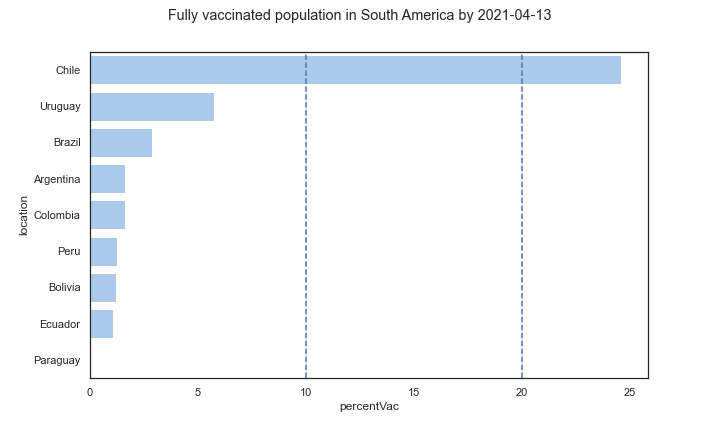 Fully vaccinated population in South America by 2021-04-13
Chile
Uruguay
Brazil
Argentina
Colombia
Peru
Bolivia
Ecuador
Paraguay
location
0 5 10 15 20 25
percentVac